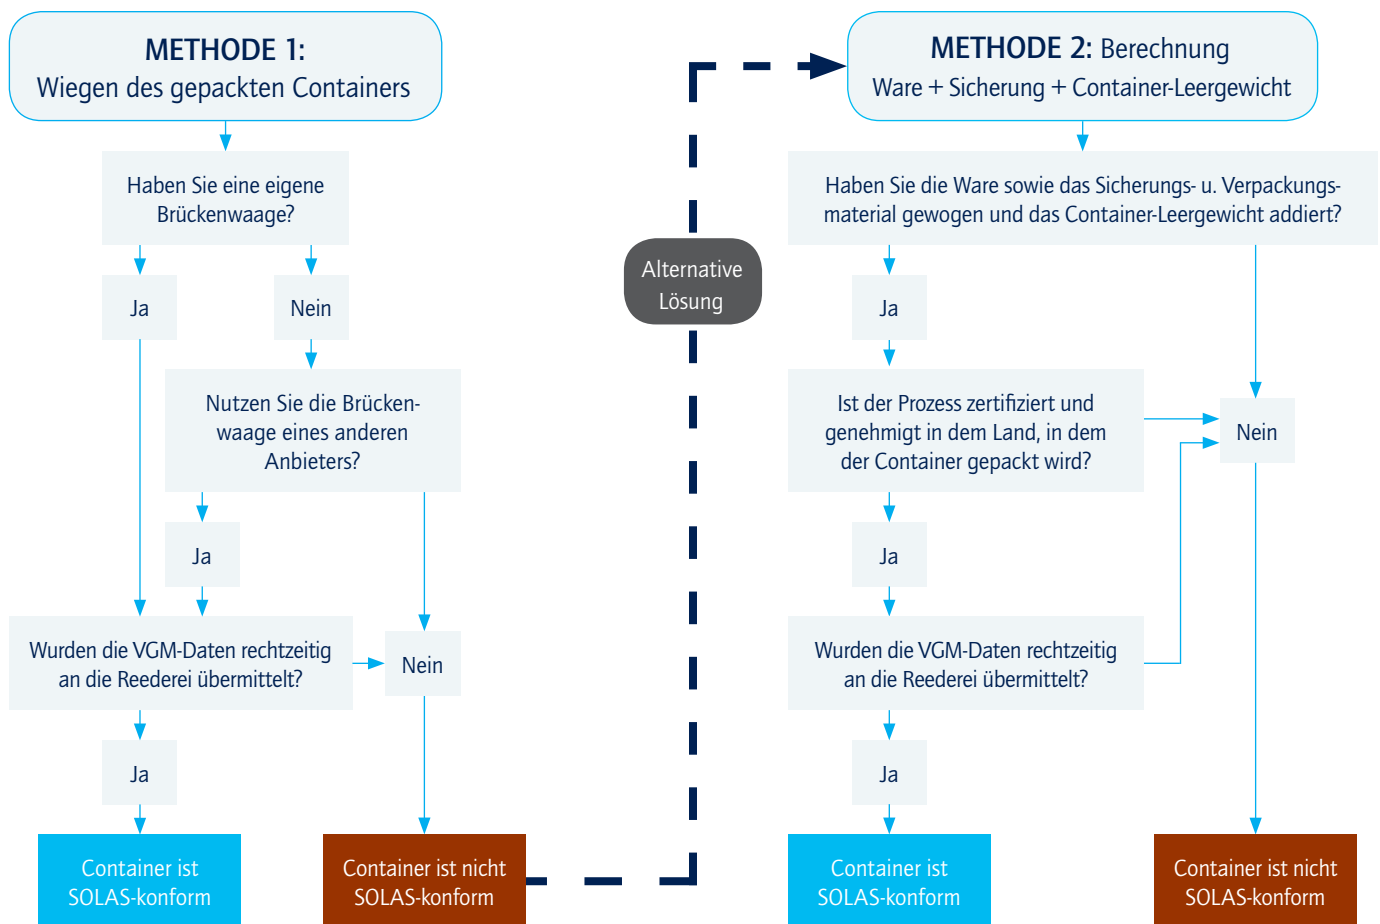 METHODE 1:
Wiegen des gepackten Containers
Haben Sie eine eigene
Brückenwaage?
Ja
Nein
Nutzen Sie die Brücken-
waage eines anderen
Anbieters?
Ja
Wurden die VGM-Daten rechtzeitig
an die Reederei übermittelt?
Nein
Ja
Container ist
SOLAS-konform
Container ist nicht
SOLAS-konform
Alternative
Lösung
METHODE 2: Berechnung
Ware + Sicherung + Container-Leergewicht
Haben Sie die Ware sowie das Sicherungs- u. Verpackungs-
material gewogen und das Container-Leergewicht addiert?
Ja
Ist der Prozess zertifiziert und
genehmigt in dem Land, in dem
der Container gepackt wird?
Nein
Ja
Wurden die VGM-Daten rechtzeitig
an die Reederei übermittelt?
Ja
Container ist
SOLAS-konform
Container ist nicht
SOLAS-konform